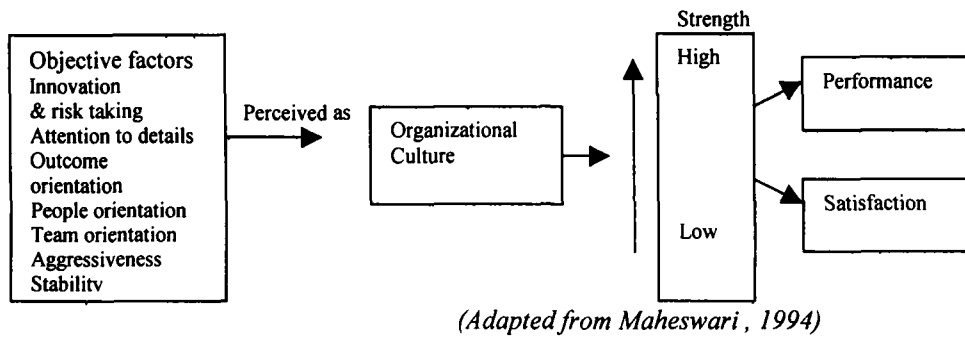 Objective factors
Innovation
& risk taking
Attention to details
Outcome
orientation
People orientation
Team orientation
Aggressiveness
Stability
Perceived as
Organizational
Culture
Strength
High
Low
Performance
Satisfaction
(Adapted from Maheswari , 1994)